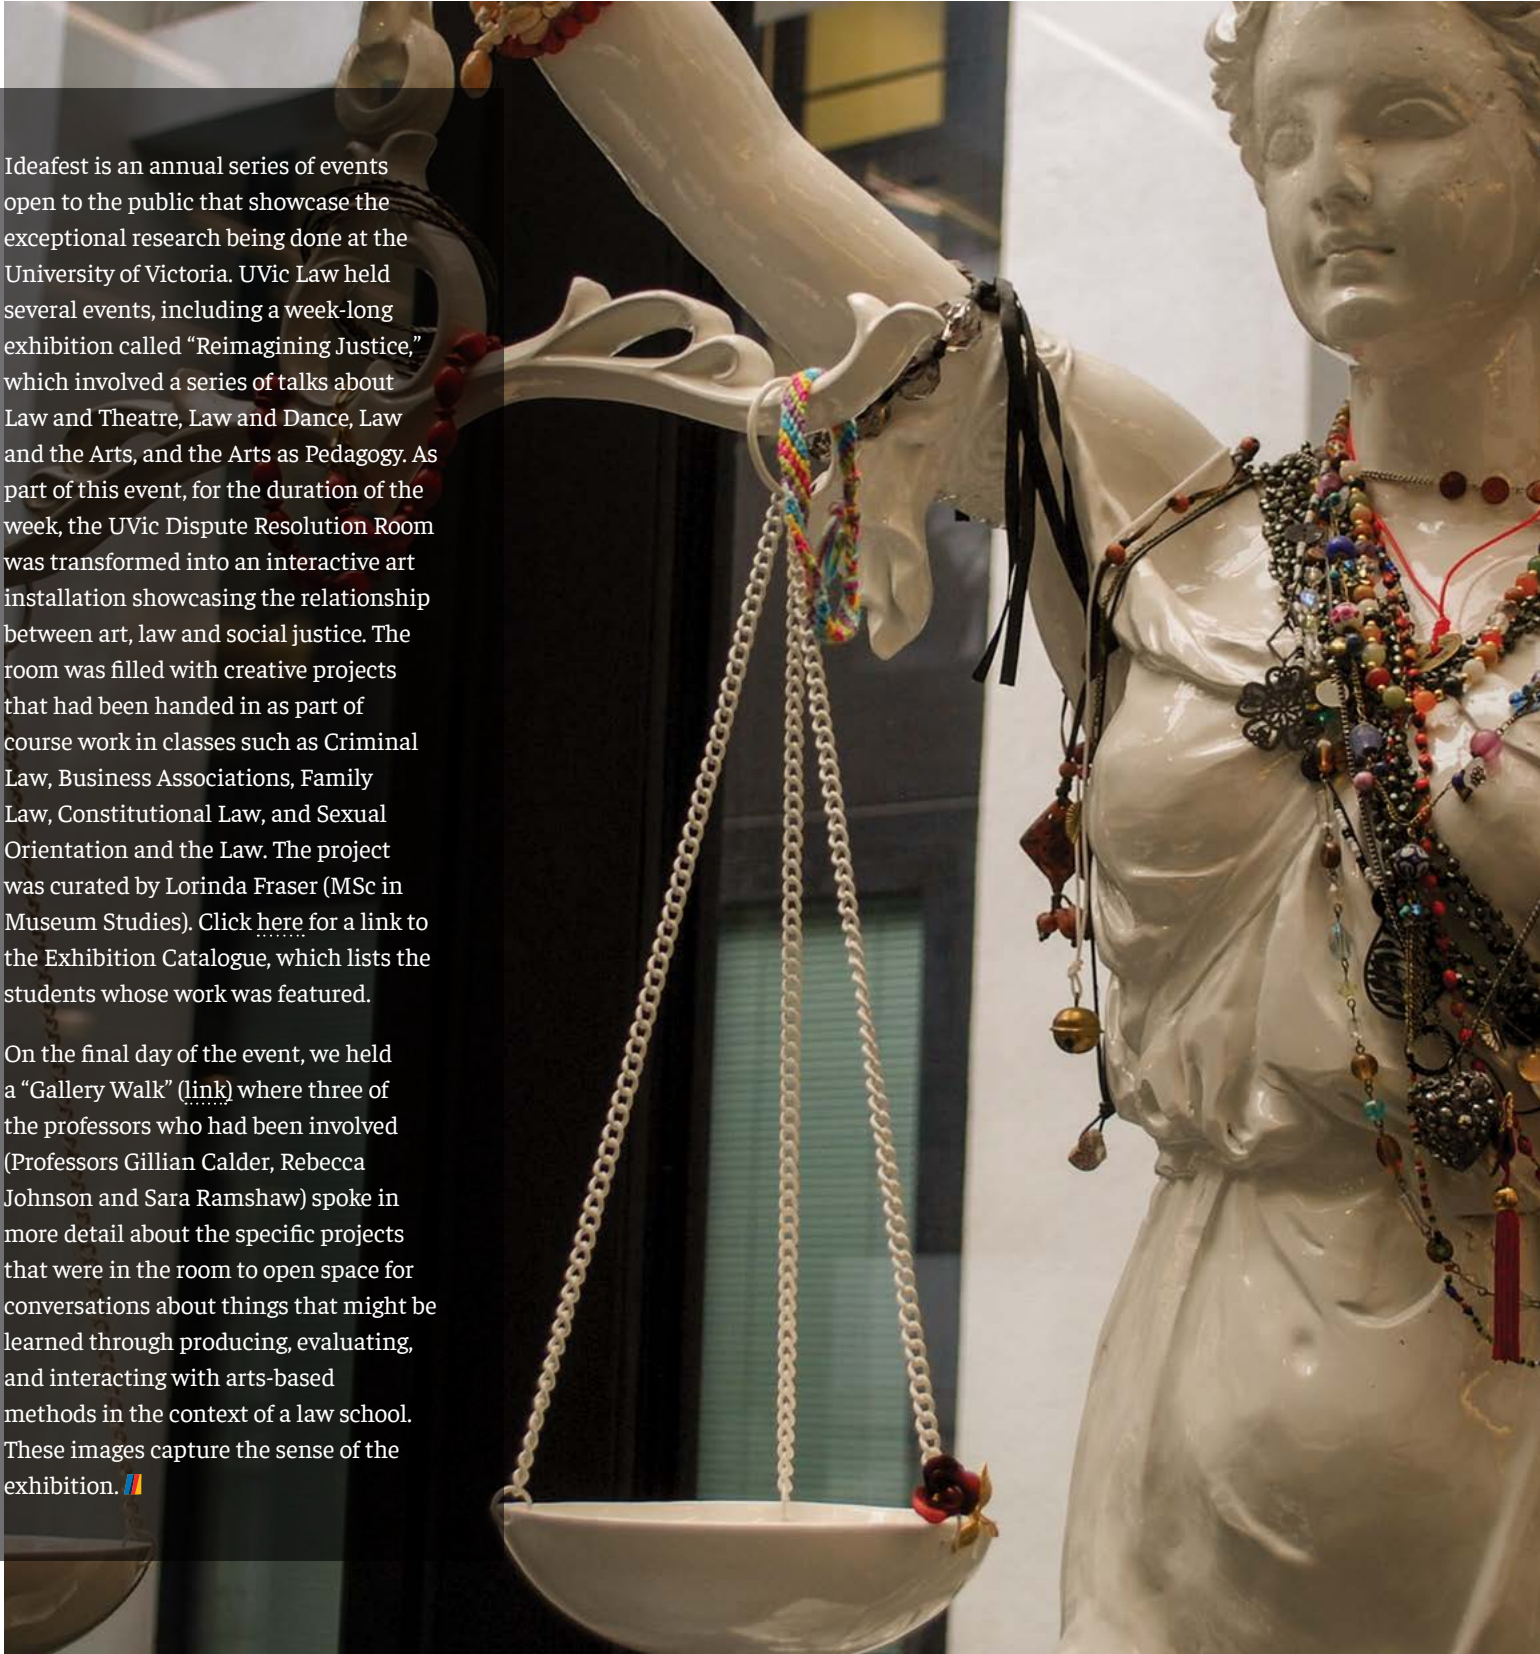 Ideafest is an annual series of events
open to the public that showcase the
exceptional research being done at the
University of Victoria. UVic Law held
several events, including a week-long
exhibition called “Reimagining Justice,”
which involved a series of talks about
Law and Theatre, Law and Dance, Law
and the Arts, and the Arts as Pedagogy. As
part of this event, for the duration of the
week, the UVic Dispute Resolution Room
was transformed into an interactive art
installation showcasing the relationship
between art, law and social justice. The
room was filled with creative projects
that had been handed in as part of
course work in classes such as Criminal
Law, Business Associations, Family
Law, Constitutional Law, and Sexual
Orientation and the Law. The project
was curated by Lorinda Fraser (MSc in
Museum Studies). Click here for a link to
the Exhibition Catalogue, which lists the
students whose work was featured.
On the final day of the event, we held
a “Gallery Walk” (link) where three of
the professors who had been involved
(Professors Gillian Calder, Rebecca
Johnson and Sara Ramshaw) spoke in
more detail about the specific projects
that were in the room to open space for
conversations about things that might be
learned through producing, evaluating,
and interacting with arts-based
methods in the context of a law school.
These images capture the sense of the
exhibition.